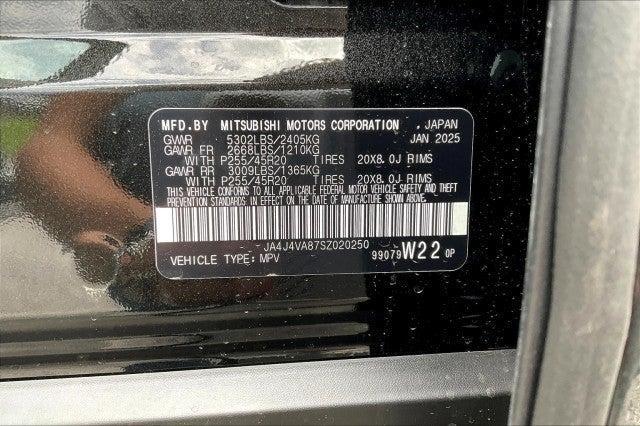 MFD.BY MITSUBISHI MOTORS CORPORATION , JAPAN
GVWR 5302LBS/2405KG JAN 2025
GAWR FR 2668LBS/1210KG
WITH P255/45R20 TIRES 20X8.0J RIMS
GAWR RR 3009LBS/1365KG
WITH P255/45R20 TIRES 20X8.0J RIMS
THIS VEHICLE CONFORMS TO ALL APPLICABLE FEDERAL MOTOR VEHICLE SAFETY AND THEFT
PREVENTION STANDARDS IN EFFECT ON THE DATE OF MANUFACTURE SHOWN ABOVE.
JA4J4VA87SZ020250
VEHICLE TYPE: MPV 99079 W22 0P